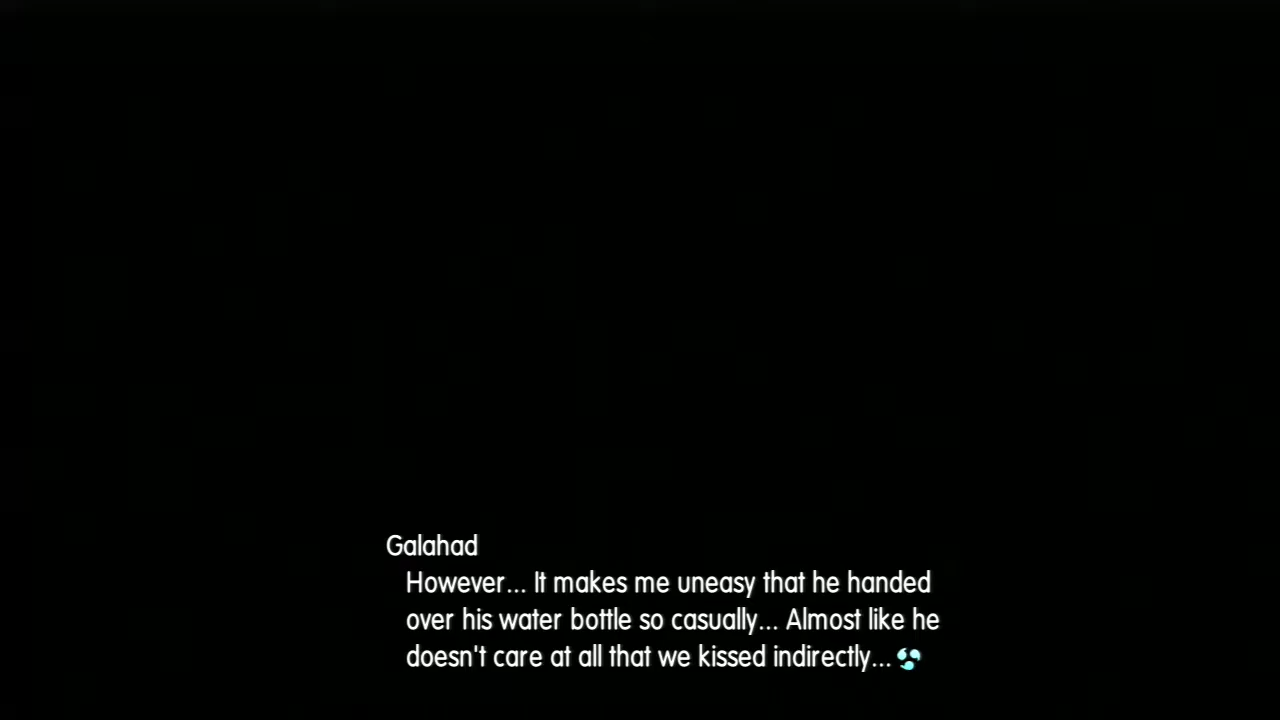 Galahad
However... It makes me uneasy that he handed
over his water bottle so casually... Almost like he
doesn't care at all that we kissed indirectly...